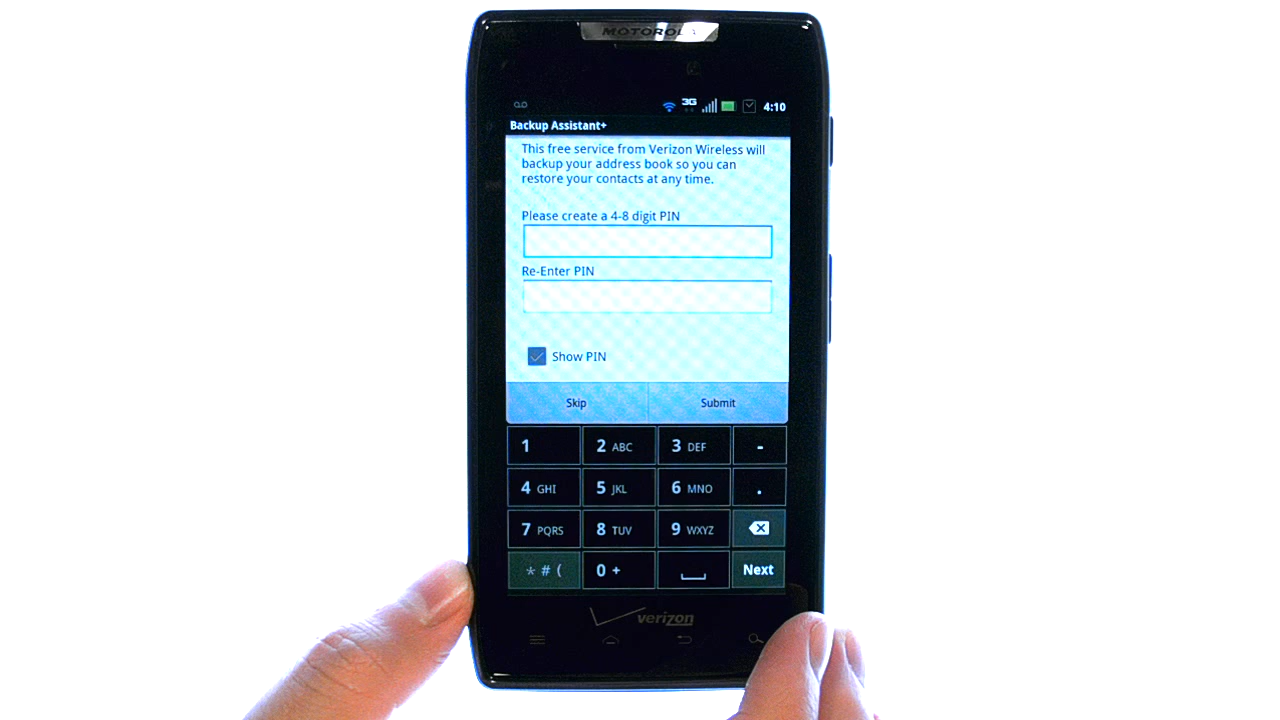 MOTOROLA
3G 4:10
Backup Assistant+
This free service from Verizon Wireless will
backup your address book so you can
restore your contacts at any time.
Please create a 4-8 digit PIN
Re-Enter PIN
Show PIN
Skip Submit
1 2 ABC 3 DEF -
4 GHI 5 JKL 6 MNO .
7 PQRS 8 TUV 9 WXYZ
* # ( 0 + Next
verizon